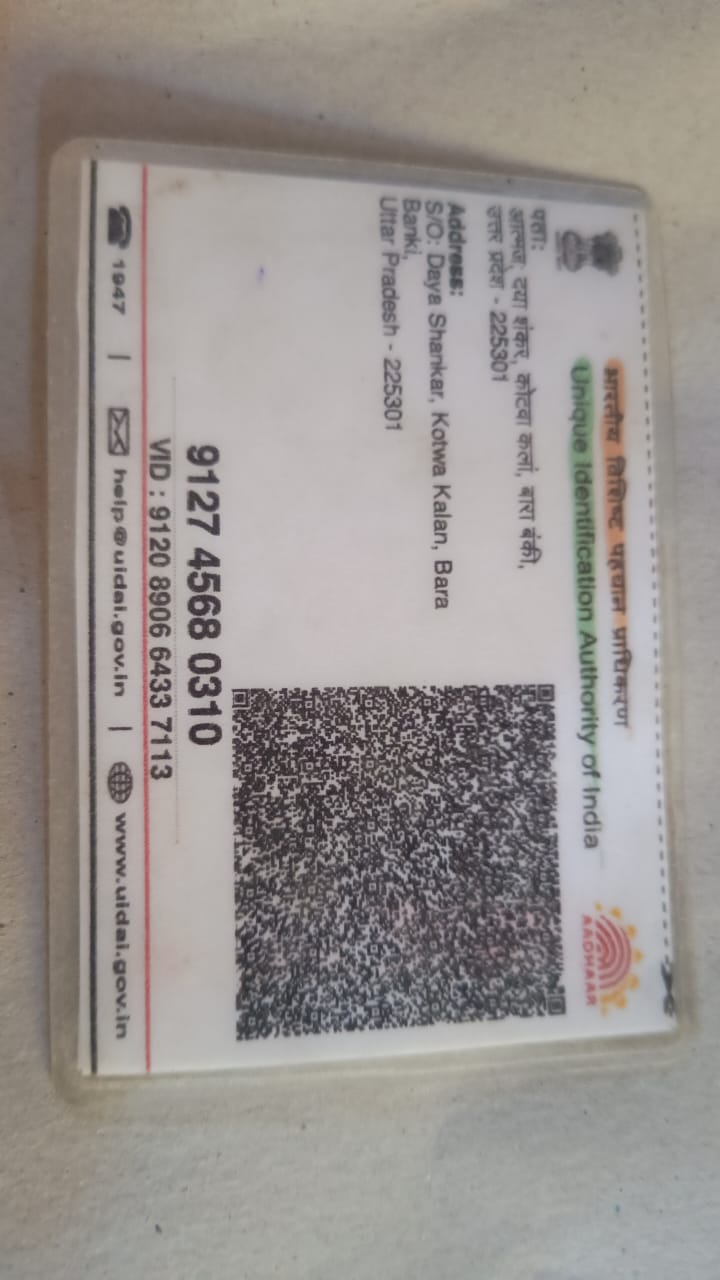 भारतीय विशिष्ट पहचान प्राधिकरण
Unique Identification Authority of India
AADHAAR
पता:
आत्मज: दया शंकर, कोटवा कलां, बारा बंकी,
उत्तर प्रदेश - 225301
Address:
S/O: Daya Shankar, Kotwa Kalan, Bara
Banki,
Uttar Pradesh - 225301
9127 4568 0310
VID : 9120 8906 6433 7113
1947 | help@uidai.gov.in | www.uidai.gov.in